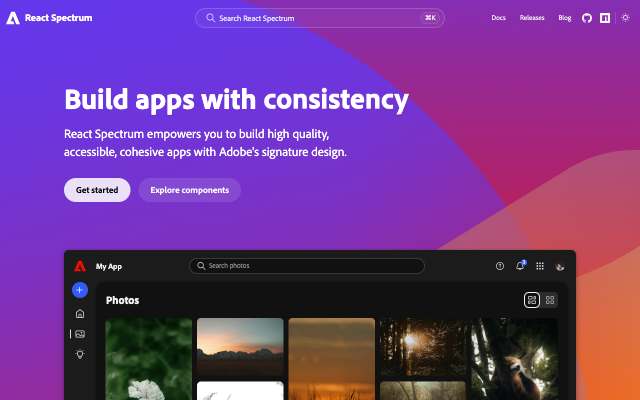 React Spectrum
Search React Spectrum
⌘K
Docs
Releases
Blog
Build apps with consistency
React Spectrum empowers you to build high quality,
accessible, cohesive apps with Adobe's signature design.
Get started
Explore components
My App
Search photos
Photos